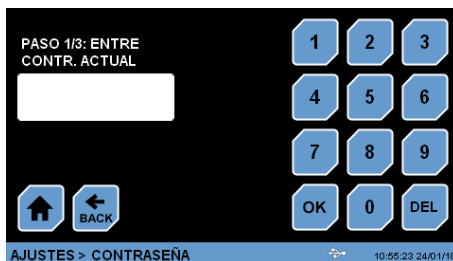 PASO 1/3: ENTRE
CONTR. ACTUAL
1 2 3
4 5 6
7 8 9
BACK
OK 0 DEL
AJUSTES > CONTRASEÑA
10:55:23 24/01/18